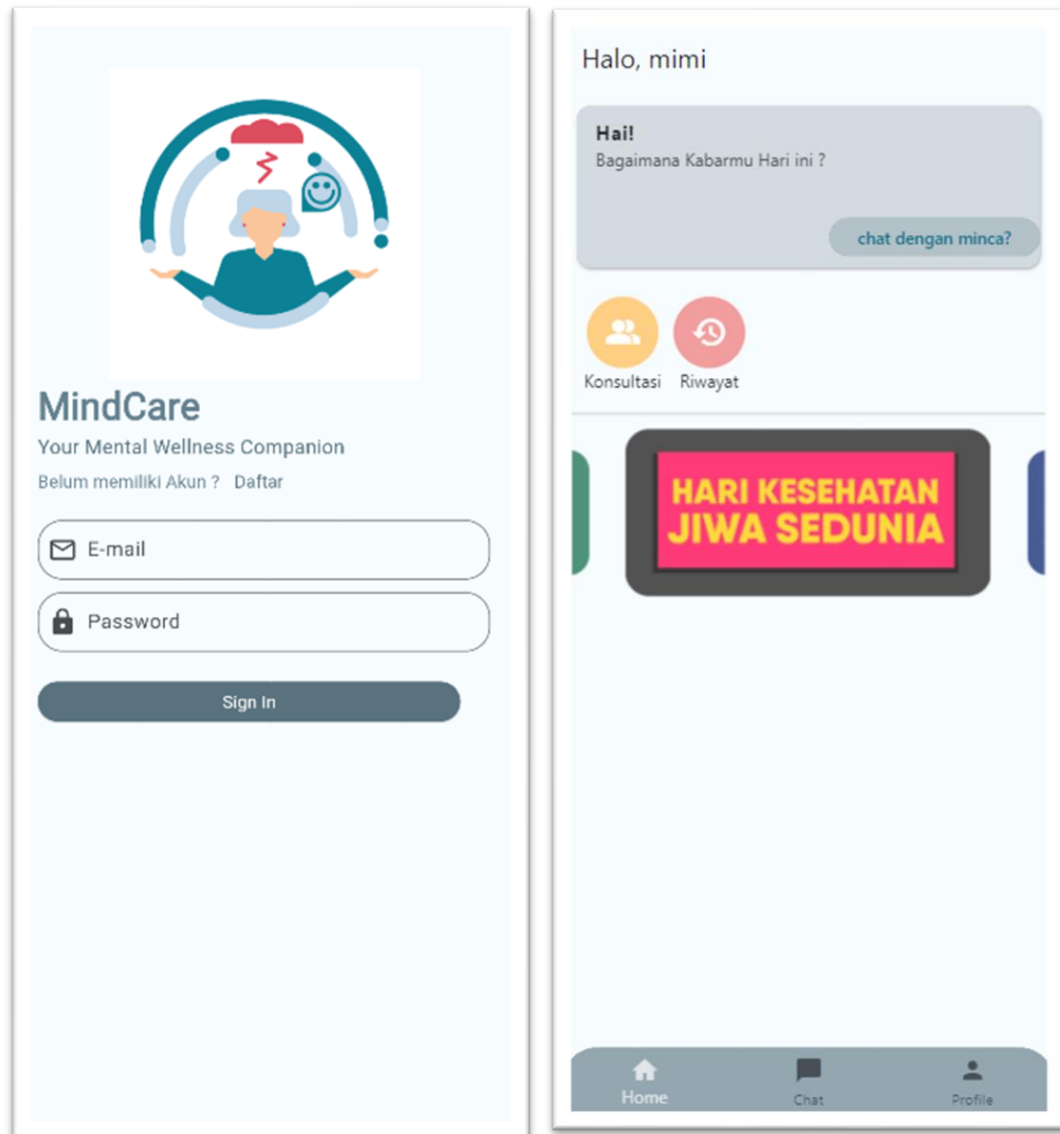 MindCare
Your Mental Wellness Companion
Belum memiliki Akun ? Daftar
E-mail
Password
Sign In
Halo, mimi
Hai!
Bagaimana Kabarmu Hari ini ?
chat dengan minca?
Konsultasi Riwayat
HARI KESEHATAN
JIWA SEDUNIA
Home Chat Profile